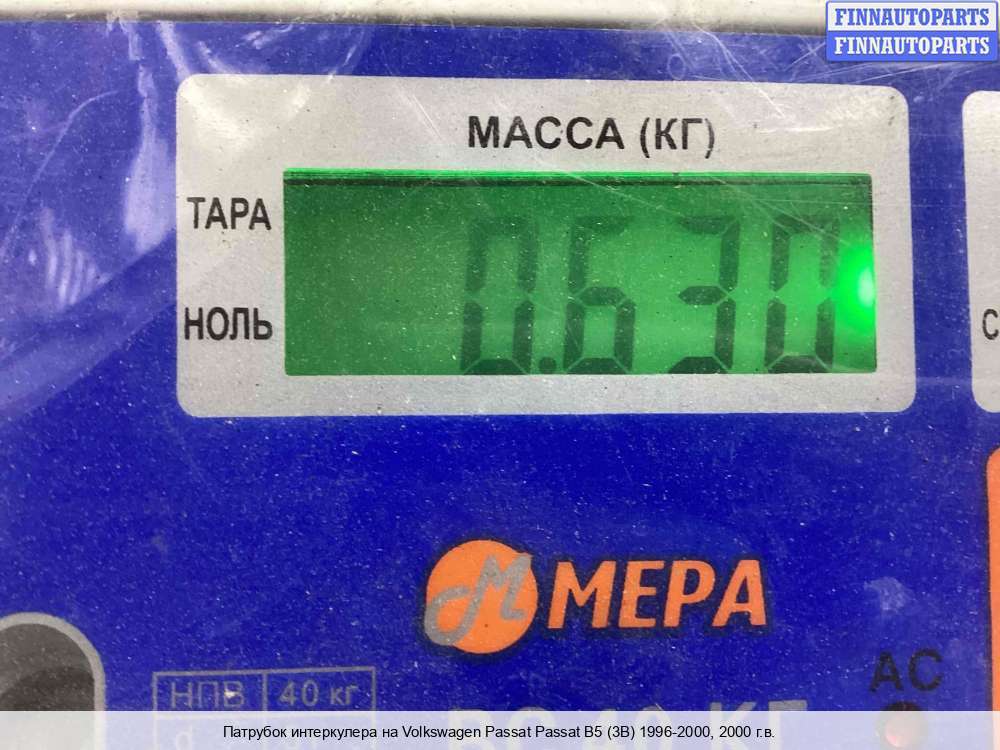 FINNAUTOPARTS
FINNAUTOPARTS
МАССА (КГ)
ТАРА
0.630
НОЛЬ
С
М МЕРА
АС
НПВ 40 кг
d
Патрубок интеркулера на Volkswagen Passat Passat B5 (3B) 1996-2000, 2000 г.в.